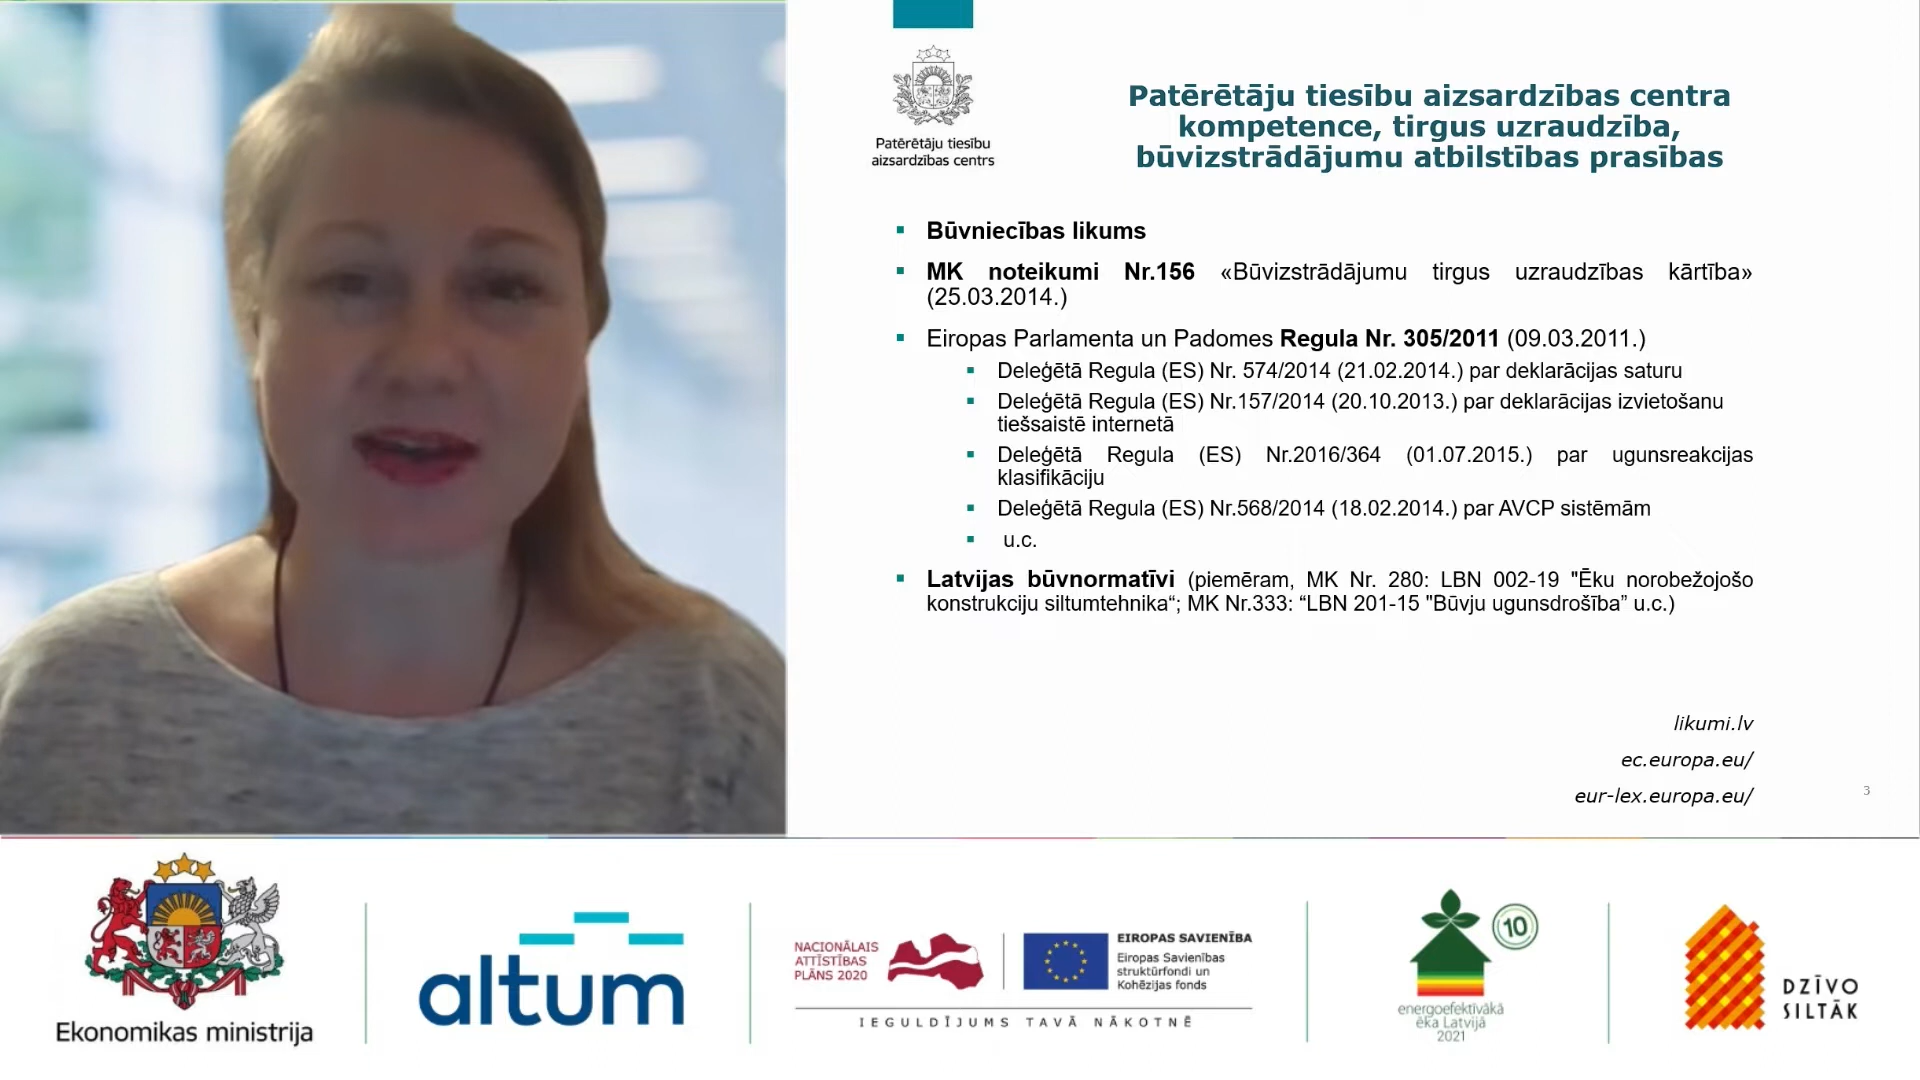 Patērētāju tiesību
aizsardzības centrs
Patērētāju tiesību aizsardzības centra
kompetence, tirgus uzraudzība,
būvizstrādājumu atbilstības prasības
▪ Būvniecības likums
▪ MK noteikumi Nr.156 «Būvizstrādājumu tirgus uzraudzības kārtība»
(25.03.2014.)
▪ Eiropas Parlamenta un Padomes Regula Nr. 305/2011 (09.03.2011.)
▪ Deleģētā Regula (ES) Nr. 574/2014 (21.02.2014.) par deklarācijas saturu
▪ Deleģētā Regula (ES) Nr.157/2014 (20.10.2013.) par deklarācijas izvietošanu
tiešsaistē internetā
▪ Deleģētā Regula (ES) Nr.2016/364 (01.07.2015.) par ugunsreakcijas
klasifikāciju
▪ Deleģētā Regula (ES) Nr.568/2014 (18.02.2014.) par AVCP sistēmām
▪ u.c.
▪ Latvijas būvnormatīvi (piemēram, MK Nr. 280: LBN 002-19 "Ēku norobežojošo
konstrukciju siltumtehnika“; MK Nr.333: “LBN 201-15 "Būvju ugunsdrošība” u.c.)
likumi.lv
ec.europa.eu/
eur-lex.europa.eu/
3
Ekonomikas ministrija
altum
NACIONĀLAIS
ATTĪSTĪBAS
PLĀNS 2020
EIROPAS SAVIENĪBA
Eiropas Savienības
struktūrfondi un
Kohēzijas fonds
IEGULDĪJUMS TAVĀ NĀKOTNĒ
10
energoefektīvākā
ēka Latvijā
2021
DZĪVO
SILTĀK